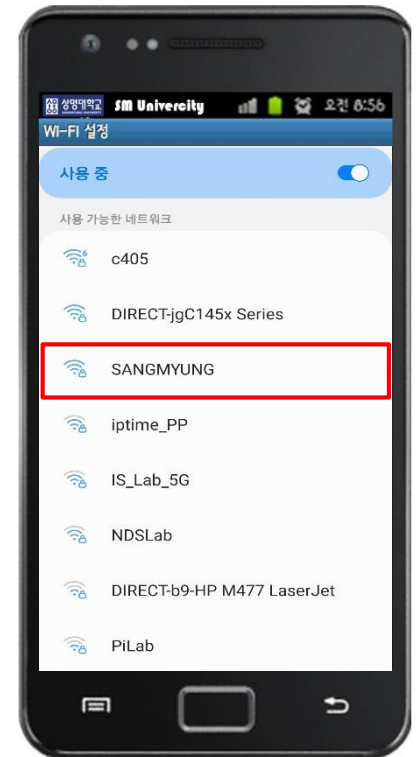 상명대학교 SM Univercity 오전 8:56
Wi-Fi 설정
사용 중
사용 가능한 네트워크
c405
DIRECT-jgC145x Series
SANGMYUNG
iptime_PP
IS_Lab_5G
NDSLab
DIRECT-b9-HP M477 LaserJet
PiLab